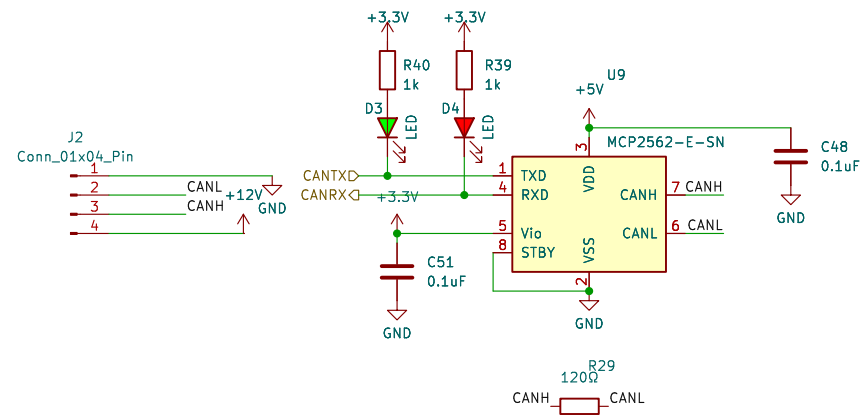 +3.3V
+3.3V
R40
1k
R39
1k
U9
+5V
D3
LED
D4
LED
J2
Conn_01x04_Pin
MCP2562-E-SN
C48
0.1uF
1
2
3
4
CANL
CANH
GND
+12V
CANTX
CANRX
+3.3V
1
4
5
8
TXD
RXD
Vio
STBY
3
VDD
VSS
2
CANH
CANL
7
6
CANH
CANL
GND
C51
0.1uF
GND
GND
R29
120Ω
CANH
CANL